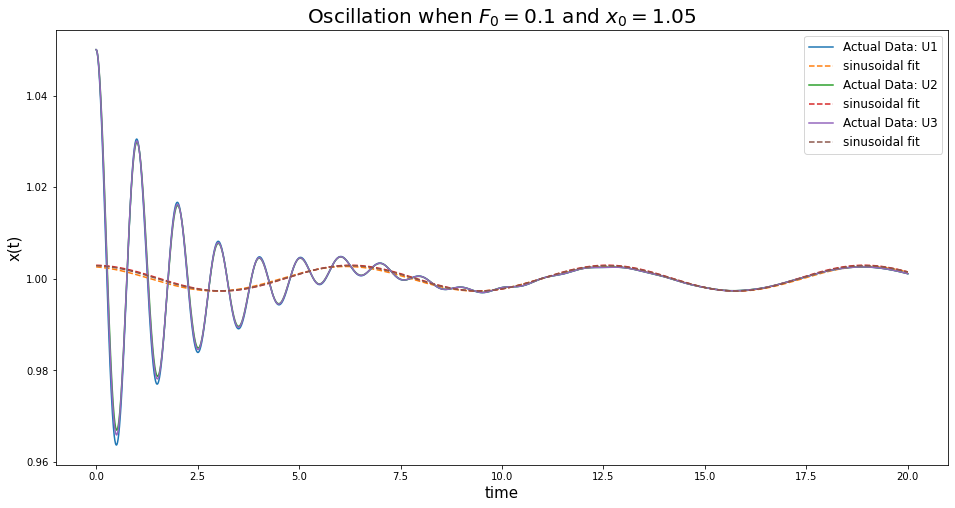 Oscillation when $F_0 = 0.1$ and $x_0 = 1.05$
Actual Data: U1
sinusoidal fit
Actual Data: U2
sinusoidal fit
Actual Data: U3
sinusoidal fit
x(t)
1.04
1.02
1.00
0.98
0.96
0.0 2.5 5.0 7.5 10.0 12.5 15.0 17.5 20.0
time